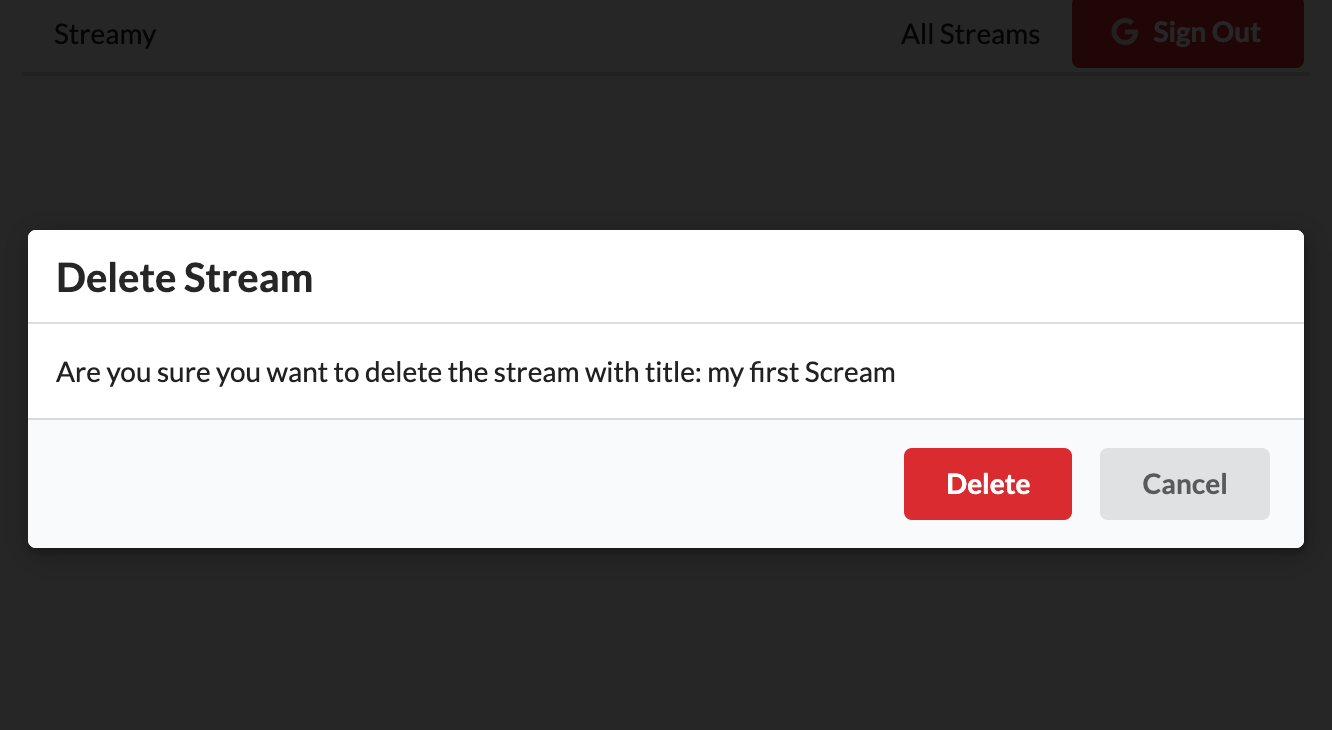 Streamy
All Streams
Sign Out
Delete Stream
Are you sure you want to delete the stream with title: my first Scream
Delete
Cancel